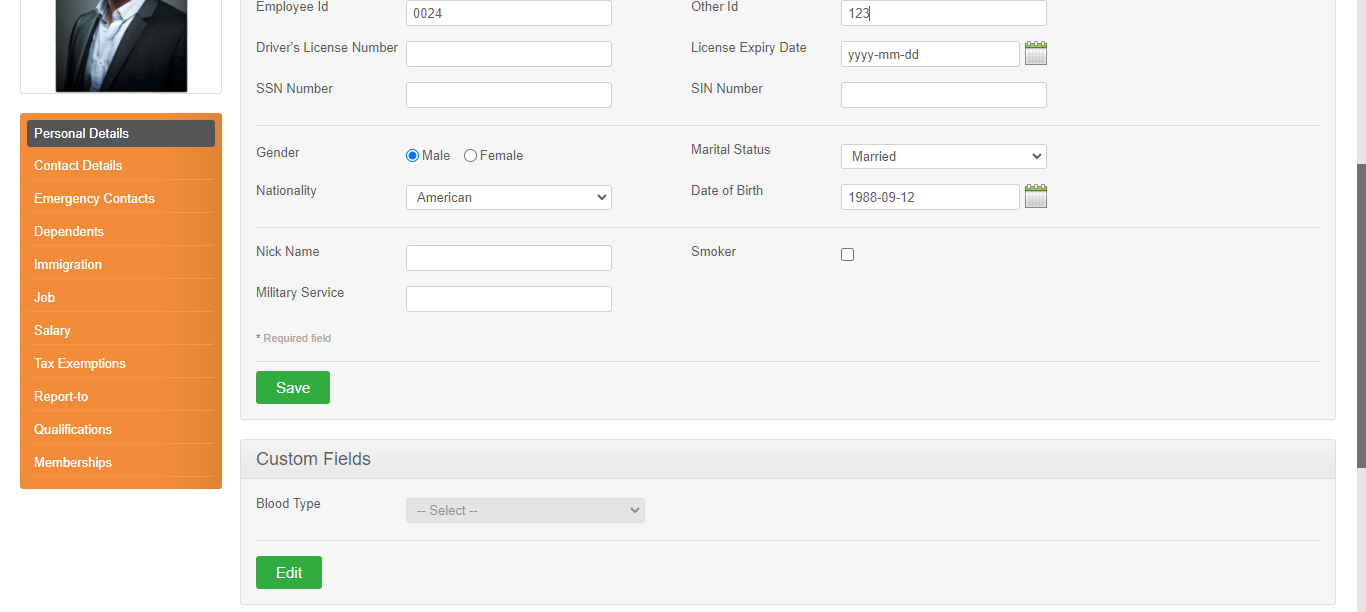 Employee Id 0024 Other Id 123
Driver's License Number License Expiry Date yyyy-mm-dd
SSN Number SIN Number
Gender Male Female Marital Status Married
Nationality American Date of Birth 1988-09-12
Nick Name Smoker
Military Service
* Required field
Save
Personal Details
Contact Details
Emergency Contacts
Dependents
Immigration
Job
Salary
Tax Exemptions
Report-to
Qualifications
Memberships
Custom Fields
Blood Type -- Select --
Edit